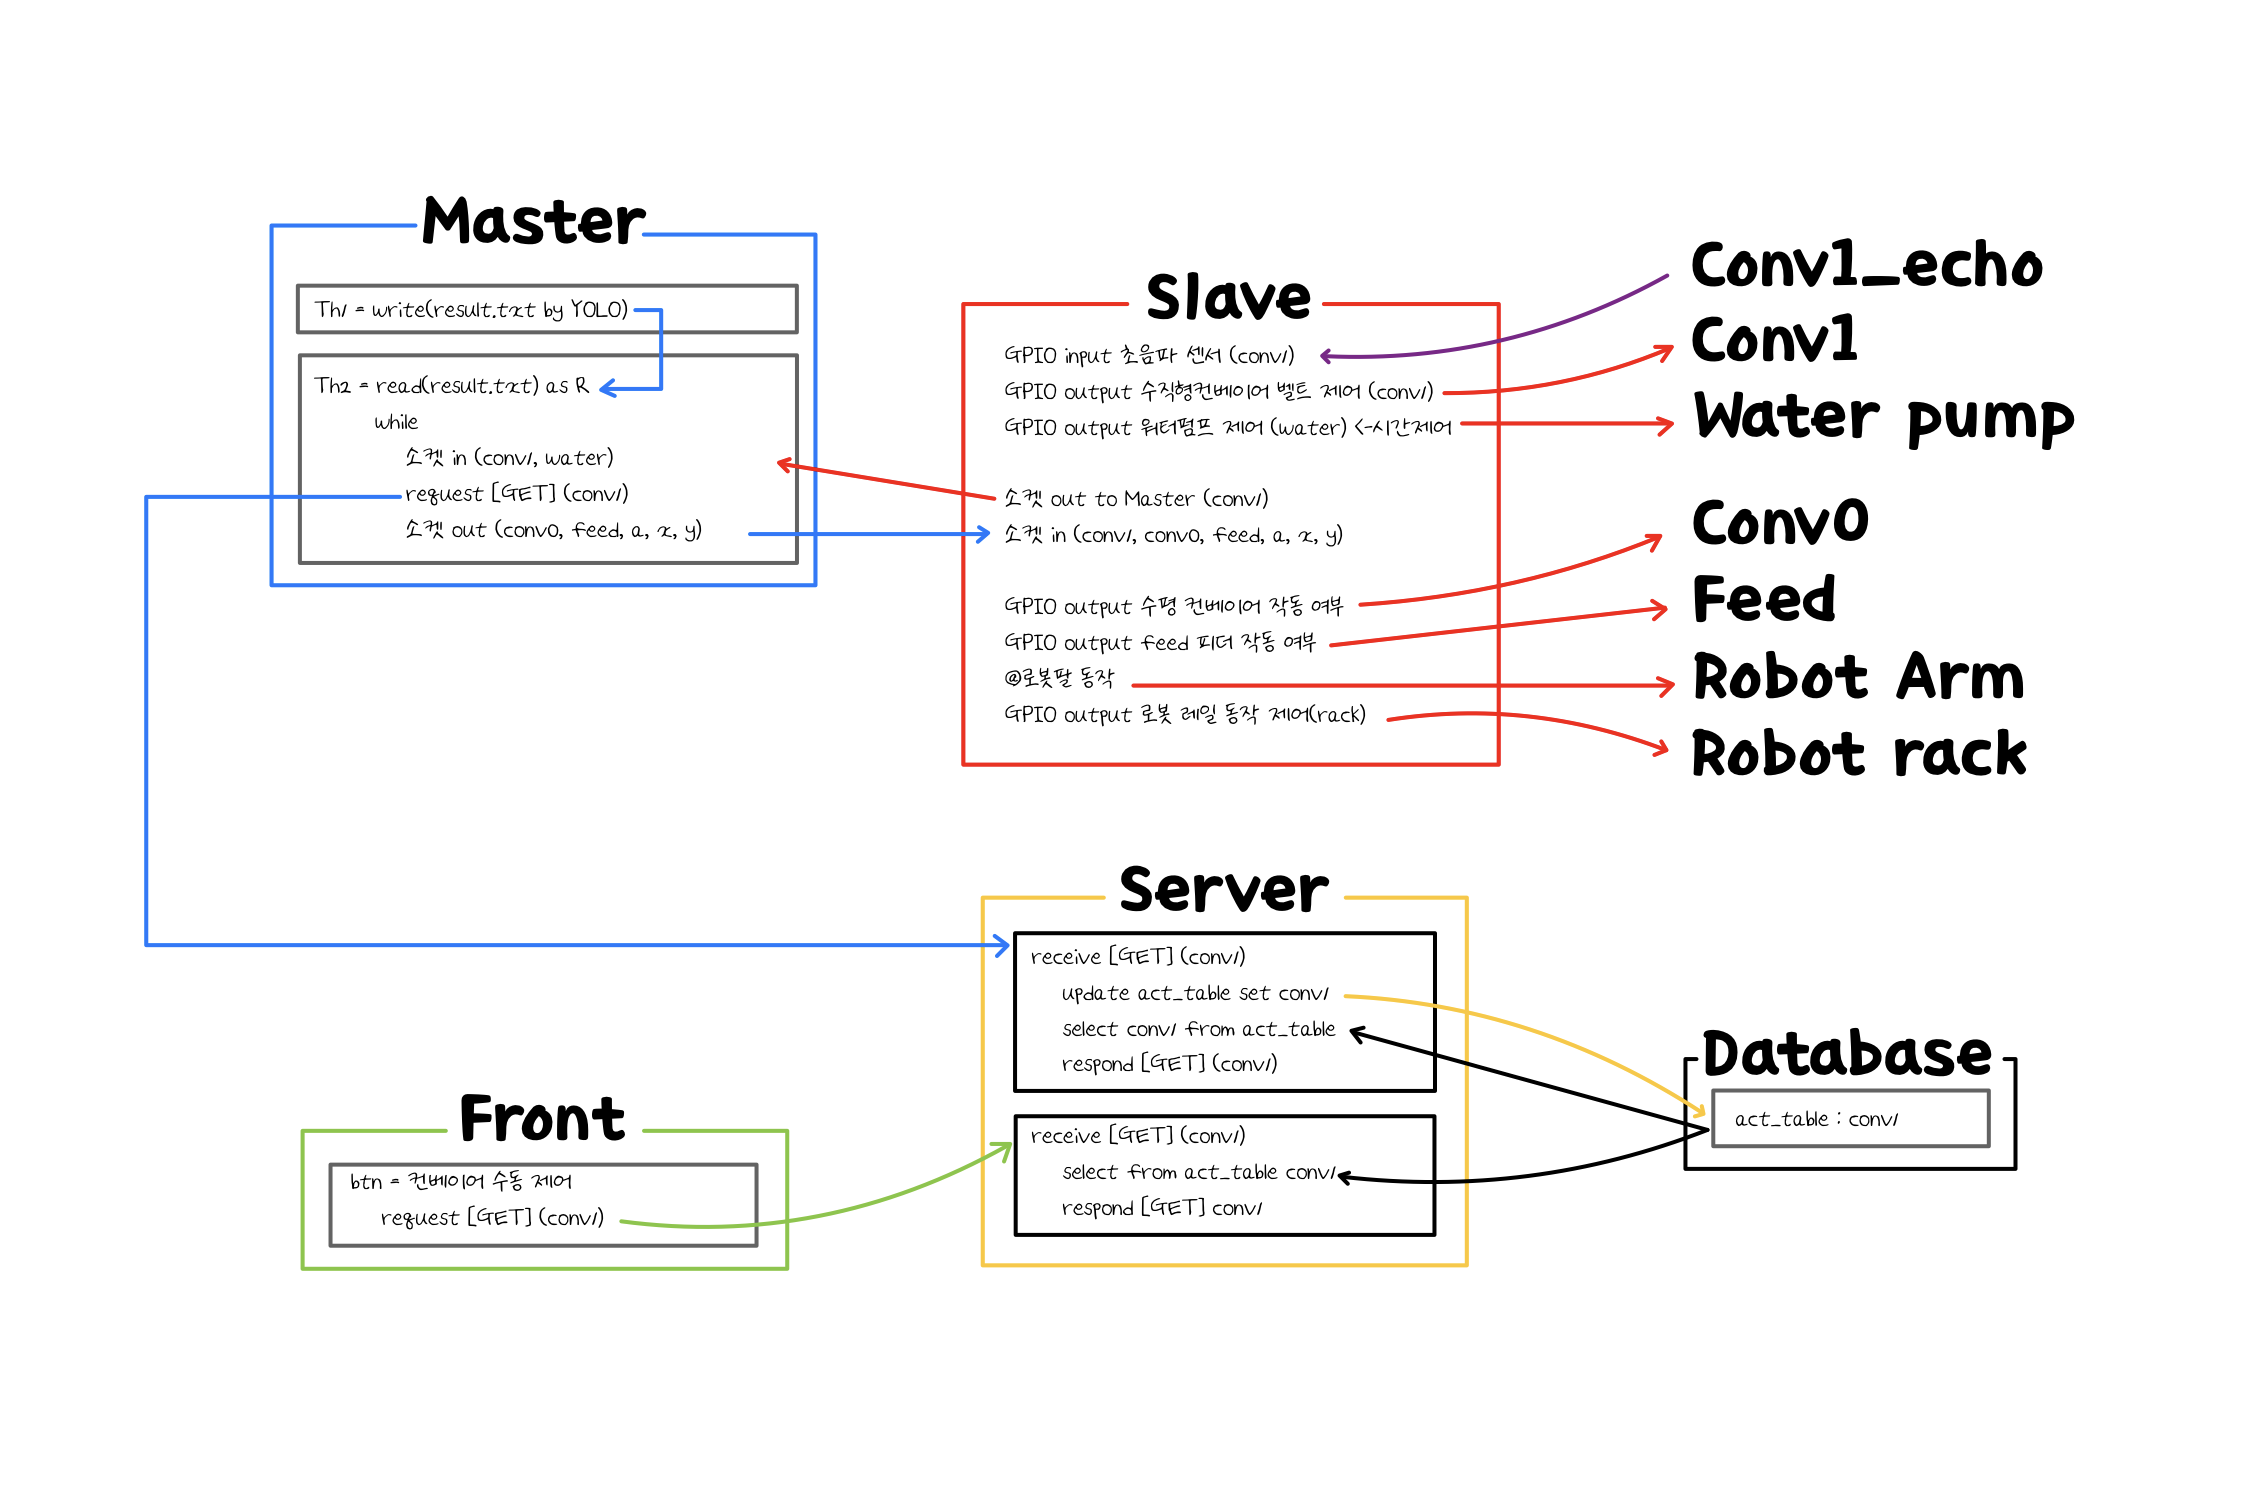 Master
Th1 = write(result.txt by YOLO)
Th2 = read(result.txt) as R
while
소켓 in (conv1, water)
request [GET] (conv1)
소켓 out (conv0, feed, a, x, y)
Slave
GPIO input 초음파 센서 (conv1)
GPIO output 수직형컨베이어 벨트 제어 (conv1)
GPIO output 워터펌프 제어 (water) <-시간제어
소켓 out to Master (conv1)
소켓 in (conv1, conv0, feed, a, x, y)
GPIO output 수평 컨베이어 작동 여부
GPIO output feed 피더 작동 여부
@로봇팔 동작
GPIO output 로봇 레일 동작 제어(rack)
Conv1_echo
Conv1
Water pump
Conv0
Feed
Robot Arm
Robot rack
Server
receive [GET] (conv1)
update act_table set conv1
select conv1 from act_table
respond [GET] (conv1)
receive [GET] (conv1)
select from act_table conv1
respond [GET] conv1
Front
btn = 컨베이어 수동 제어
request [GET] (conv1)
Database
act_table : conv1